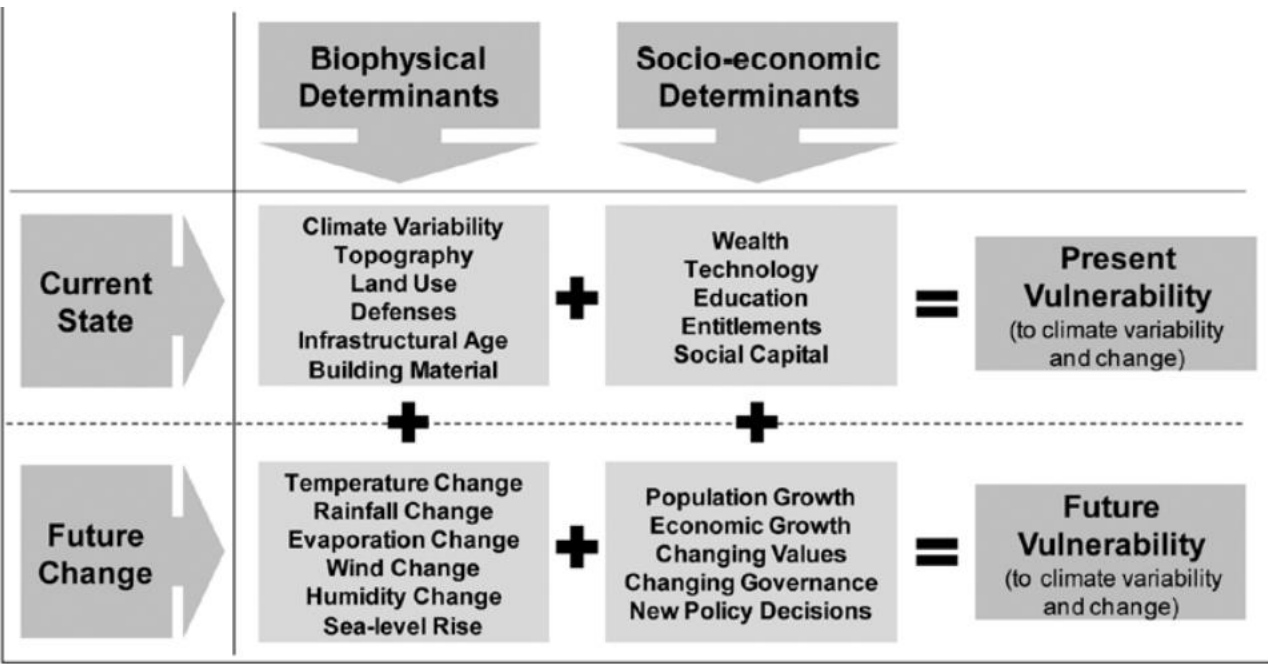 Biophysical
Determinants
Socio-economic
Determinants
Current
State
Climate Variability
Topography
Land Use
Defenses
Infrastructural Age
Building Material
+
Wealth
Technology
Education
Entitlements
Social Capital
=
Present
Vulnerability
(to climate variability
and change)
+
+
Future
Change
Temperature Change
Rainfall Change
Evaporation Change
Wind Change
Humidity Change
Sea-level Rise
+
Population Growth
Economic Growth
Changing Values
Changing Governance
New Policy Decisions
=
Future
Vulnerability
(to climate variability
and change)